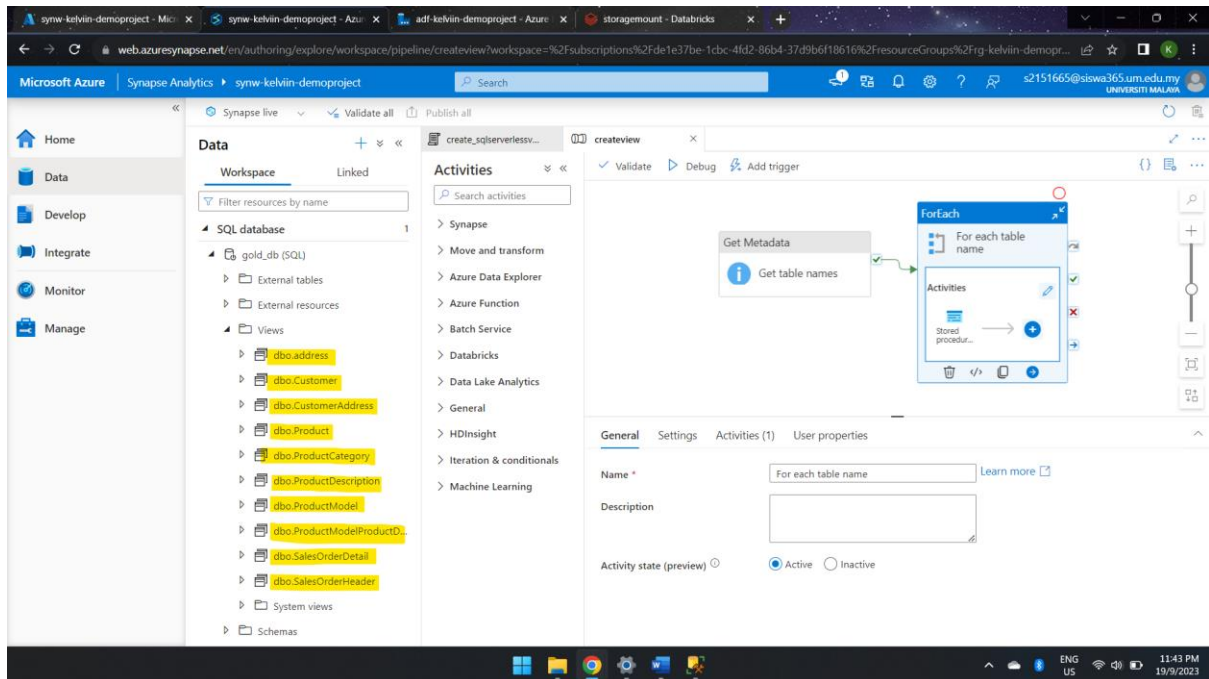 synw-kelviin-demoproject - Micr
synw-kelviin-demoproject - Azur
adf-kelviin-demoproject - Azure
storagemount - Databricks
web.azuresynapse.net/en/authoring/explore/workspace/pipeline/createview?workspace=%2Fsubscriptions%2Fde1e37be-1cbc-4fd2-86b4-37d9b6f18616%2FresourceGroups%2Frg-kelviin-demopr...
K
Microsoft Azure
Synapse Analytics
synw-kelviin-demoproject
Search
1
s2151665@siswa365.um.edu.my
UNIVERSITI MALAYA
Synapse live
Validate all
Publish all
Home
Data
Develop
Integrate
Monitor
Manage
Data
Workspace
Linked
Filter resources by name
SQL database
1
gold_db (SQL)
External tables
External resources
Views
dbo.address
dbo.Customer
dbo.CustomerAddress
dbo.Product
dbo.ProductCategory
dbo.ProductDescription
dbo.ProductModel
dbo.ProductModelProductD...
dbo.SalesOrderDetail
dbo.SalesOrderHeader
System views
Schemas
create_sqlserverlessv...
createview
Activities
Search activities
Synapse
Move and transform
Azure Data Explorer
Azure Function
Batch Service
Databricks
Data Lake Analytics
General
HDInsight
Iteration & conditionals
Machine Learning
Validate
Debug
Add trigger
Get Metadata
Get table names
ForEach
For each table
name
Activities
Stored
procedur...
General
Settings
Activities (1)
User properties
Name *
For each table name
Learn more
Description
Activity state (preview)
Active
Inactive
ENG
US
11:43 PM
19/9/2023